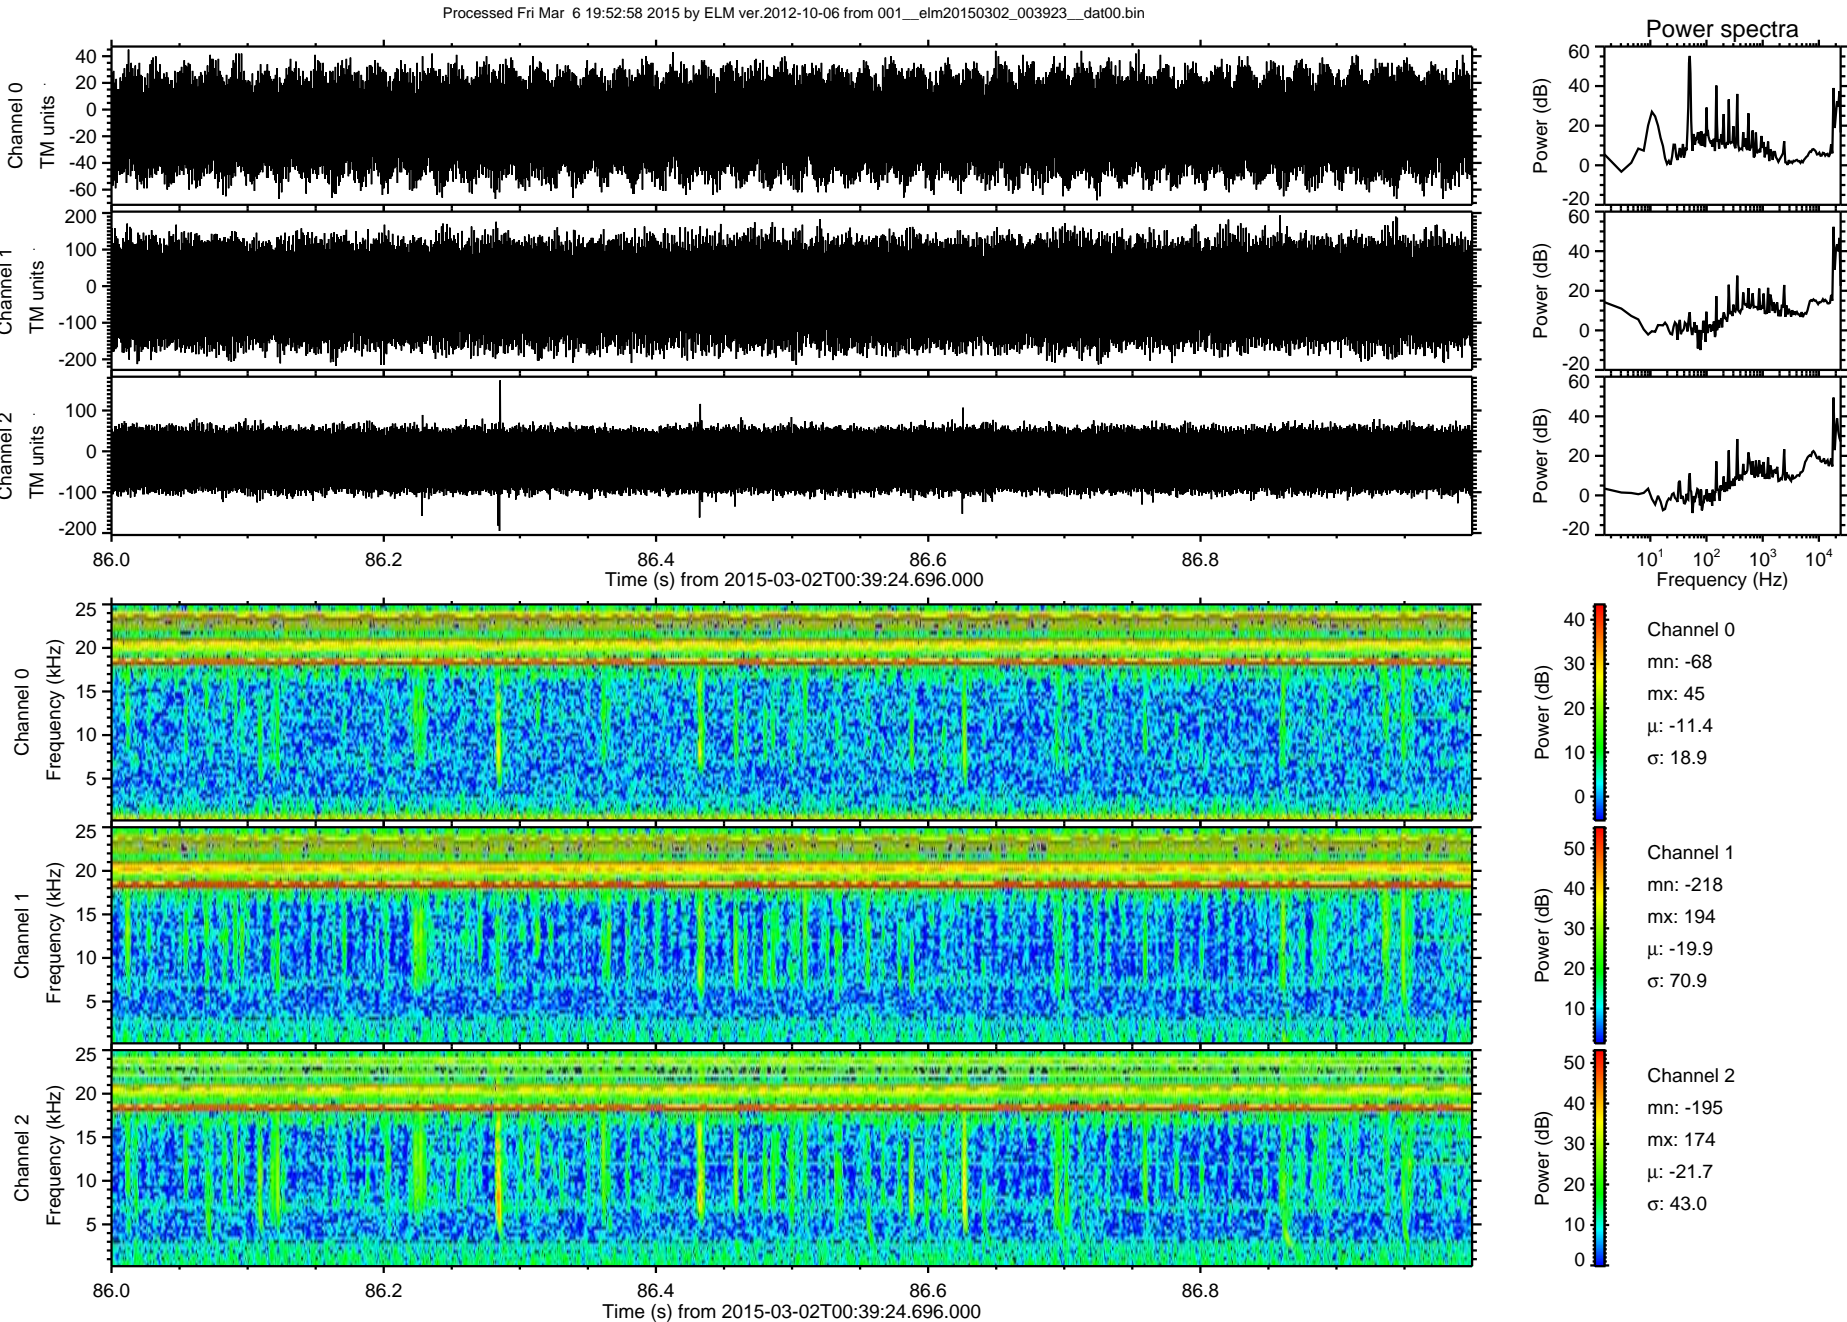 Processed Fri Mar 6 19:52:58 2015 by ELM ver.2012-10-06 from 001__elm20150302_003923__dat00.bin
Power spectra
Channel 0
TM units
40
20
0
-20
-40
-60
Power (dB)
60
40
20
0
-20
Channel 1
TM units
200
100
0
-100
-200
Power (dB)
60
40
20
0
-20
Channel 2
TM units
100
0
-100
-200
Power (dB)
60
40
20
0
-20
86.0 86.2 86.4 86.6 86.8
Time (s) from 2015-03-02T00:39:24.696.000
10¹ 10² 10³ 10⁴
Frequency (Hz)
Channel 0
Frequency (kHz)
25
20
15
10
5
Power (dB)
40
30
20
10
0
Channel 0
mn: -68
mx: 45
μ: -11.4
σ: 18.9
Channel 1
Frequency (kHz)
25
20
15
10
5
Power (dB)
50
40
30
20
10
Channel 1
mn: -218
mx: 194
μ: -19.9
σ: 70.9
Channel 2
Frequency (kHz)
25
20
15
10
5
Power (dB)
50
40
30
20
10
0
Channel 2
mn: -195
mx: 174
μ: -21.7
σ: 43.0
86.0 86.2 86.4 86.6 86.8
Time (s) from 2015-03-02T00:39:24.696.000